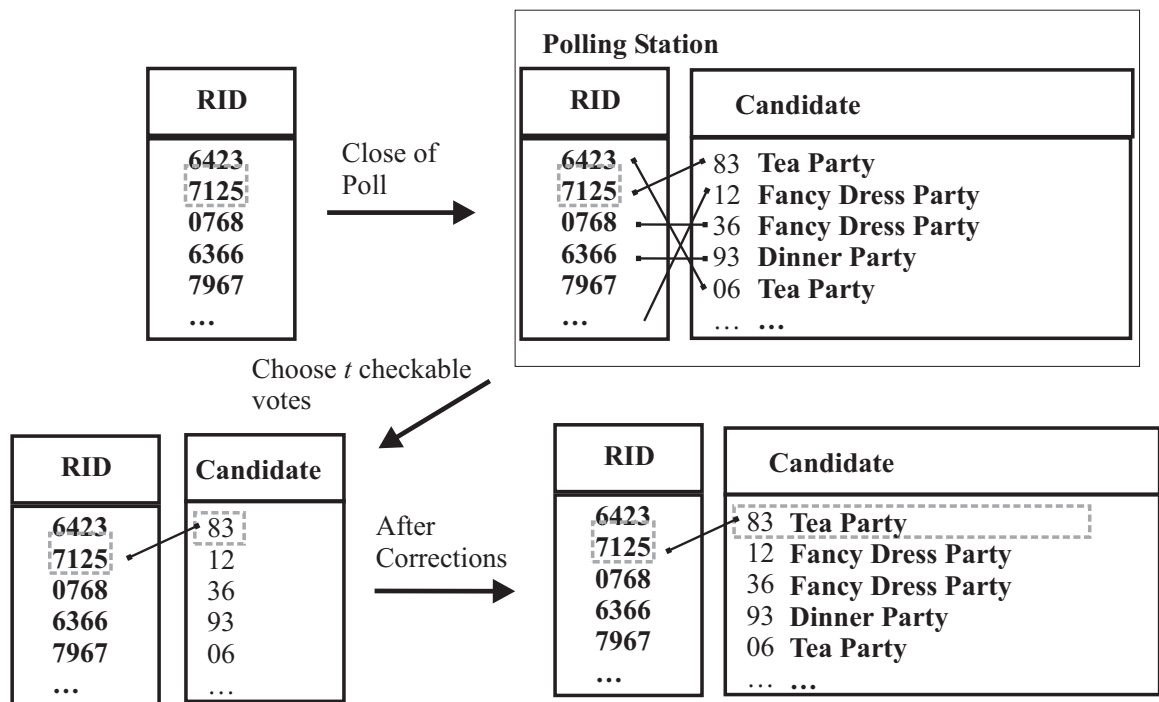 Polling Station
RID
6423
7125
0768
6366
7967
...
Close of
Poll
RID
6423
7125
0768
6366
7967
...
Candidate
83 Tea Party
12 Fancy Dress Party
36 Fancy Dress Party
93 Dinner Party
06 Tea Party
... ...
Choose t checkable
votes
RID
6423
7125
0768
6366
7967
...
Candidate
83
12
36
93
06
...
After
Corrections
RID
6423
7125
0768
6366
7967
...
Candidate
83 Tea Party
12 Fancy Dress Party
36 Fancy Dress Party
93 Dinner Party
06 Tea Party
... ...